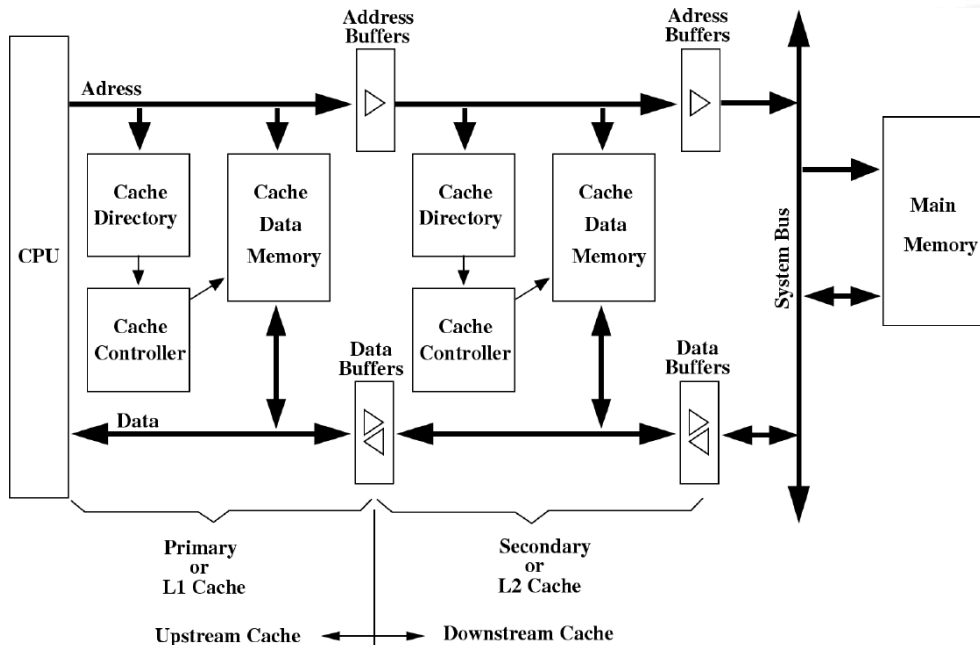 Address
Buffers
Address
Buffers
Adress
Cache
Directory
Cache
Data
Memory
Cache
Directory
Cache
Data
Memory
CPU
Main
Memory
System Bus
Cache
Controller
Cache
Controller
Data
Buffers
Data
Buffers
Data
Primary
or
L1 Cache
Secondary
or
L2 Cache
Upstream Cache
Downstream Cache